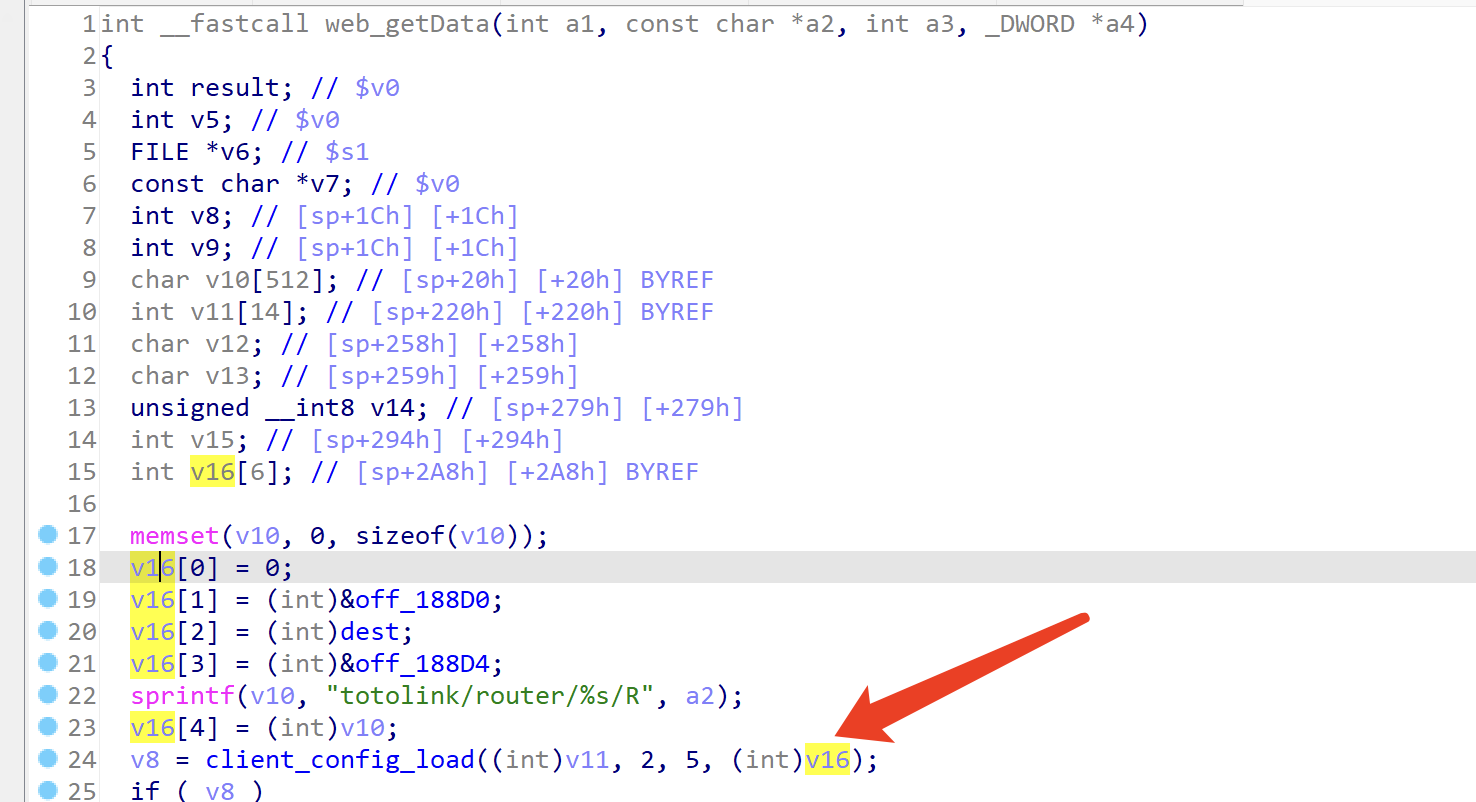 1 int __fastcall web_getData(int a1, const char *a2, int a3, _DWORD *a4)
2 {
3 int result; // $v0
4 int v5; // $v0
5 FILE *v6; // $s1
6 const char *v7; // $v0
7 int v8; // [sp+1Ch] [+1Ch]
8 int v9; // [sp+1Ch] [+1Ch]
9 char v10[512]; // [sp+20h] [+20h] BYREF
10 int v11[14]; // [sp+220h] [+220h] BYREF
11 char v12; // [sp+258h] [+258h]
12 char v13; // [sp+259h] [+259h]
13 unsigned __int8 v14; // [sp+279h] [+279h]
14 int v15; // [sp+294h] [+294h]
15 int v16[6]; // [sp+2A8h] [+2A8h] BYREF
16
17 memset(v10, 0, sizeof(v10));
18 v16[0] = 0;
19 v16[1] = (int)&off_188D0;
20 v16[2] = (int)dest;
21 v16[3] = (int)&off_188D4;
22 sprintf(v10, "totolink/router/%s/R", a2);
23 v16[4] = (int)v10;
24 v8 = client_config_load((int)v11, 2, 5, (int)v16);
25 if ( v8 )